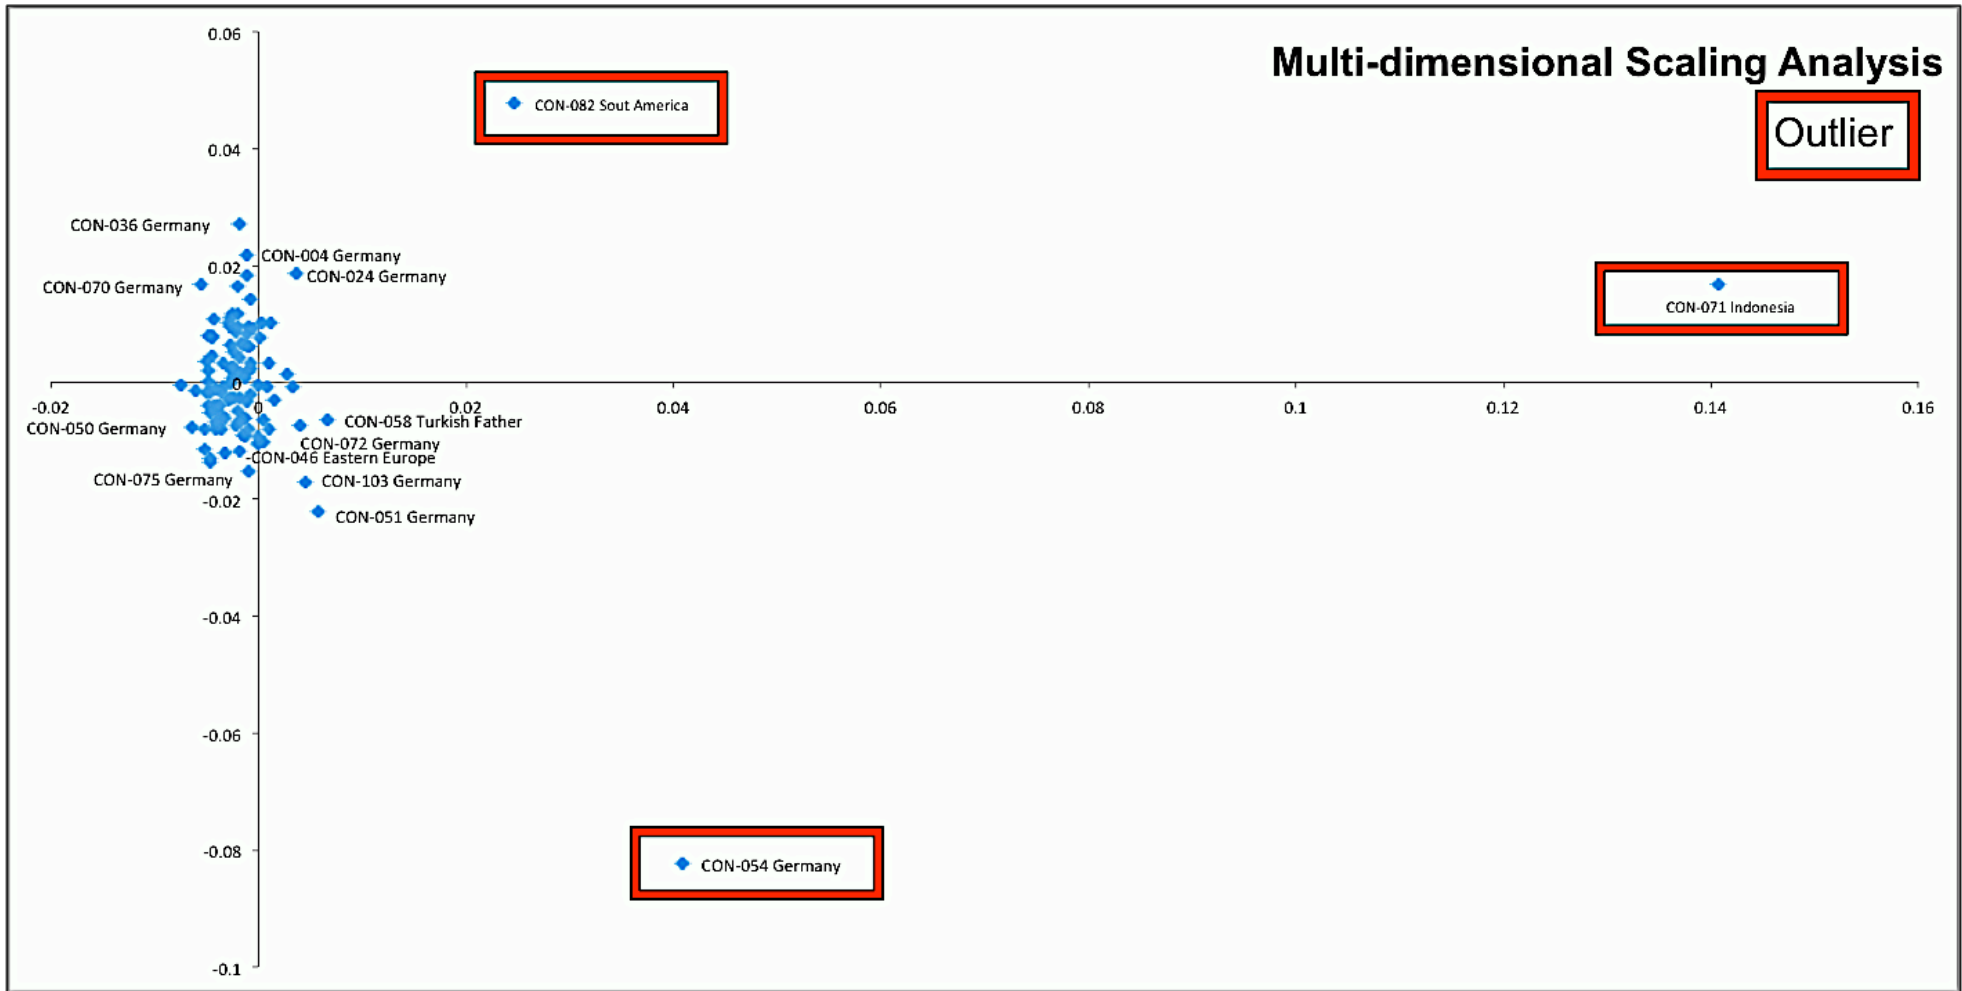 Multi-dimensional Scaling Analysis
Outlier
0.06
CON-082 Sout America
0.04
CON-036 Germany
CON-004 Germany
0.02
CON-024 Germany
CON-070 Germany
CON-071 Indonesia
0
-0.02
0
0.02
0.04
0.06
0.08
0.1
0.12
0.14
0.16
CON-058 Turkish Father
CON-050 Germany
CON-072 Germany
CON-046 Eastern Europe
CON-075 Germany
CON-103 Germany
-0.02
CON-051 Germany
-0.04
-0.06
-0.08
CON-054 Germany
-0.1